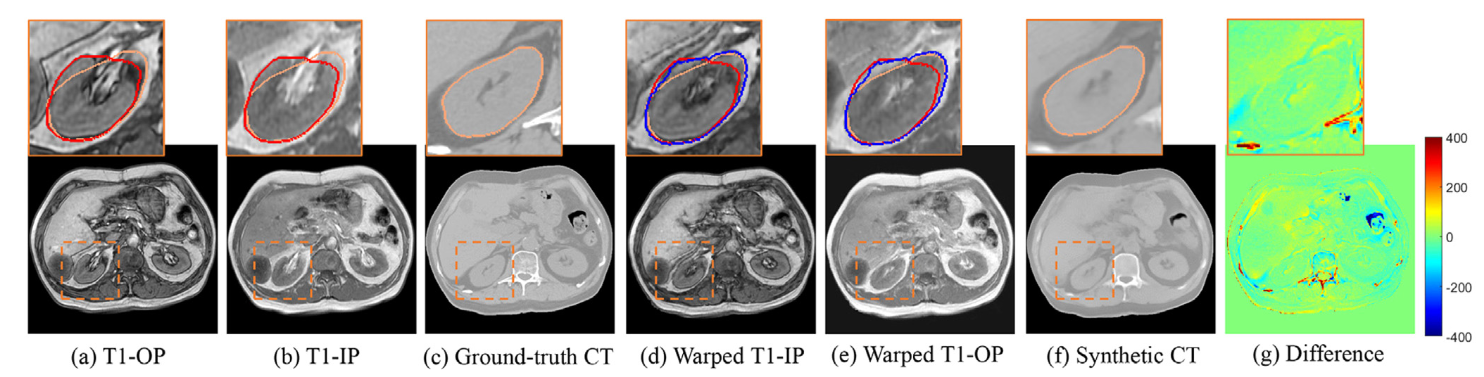 400
200
0
-200
-400
(a) T1-OP
(b) T1-IP
(c) Ground-truth CT
(d) Warped T1-IP
(e) Warped T1-OP
(f) Synthetic CT
(g) Difference